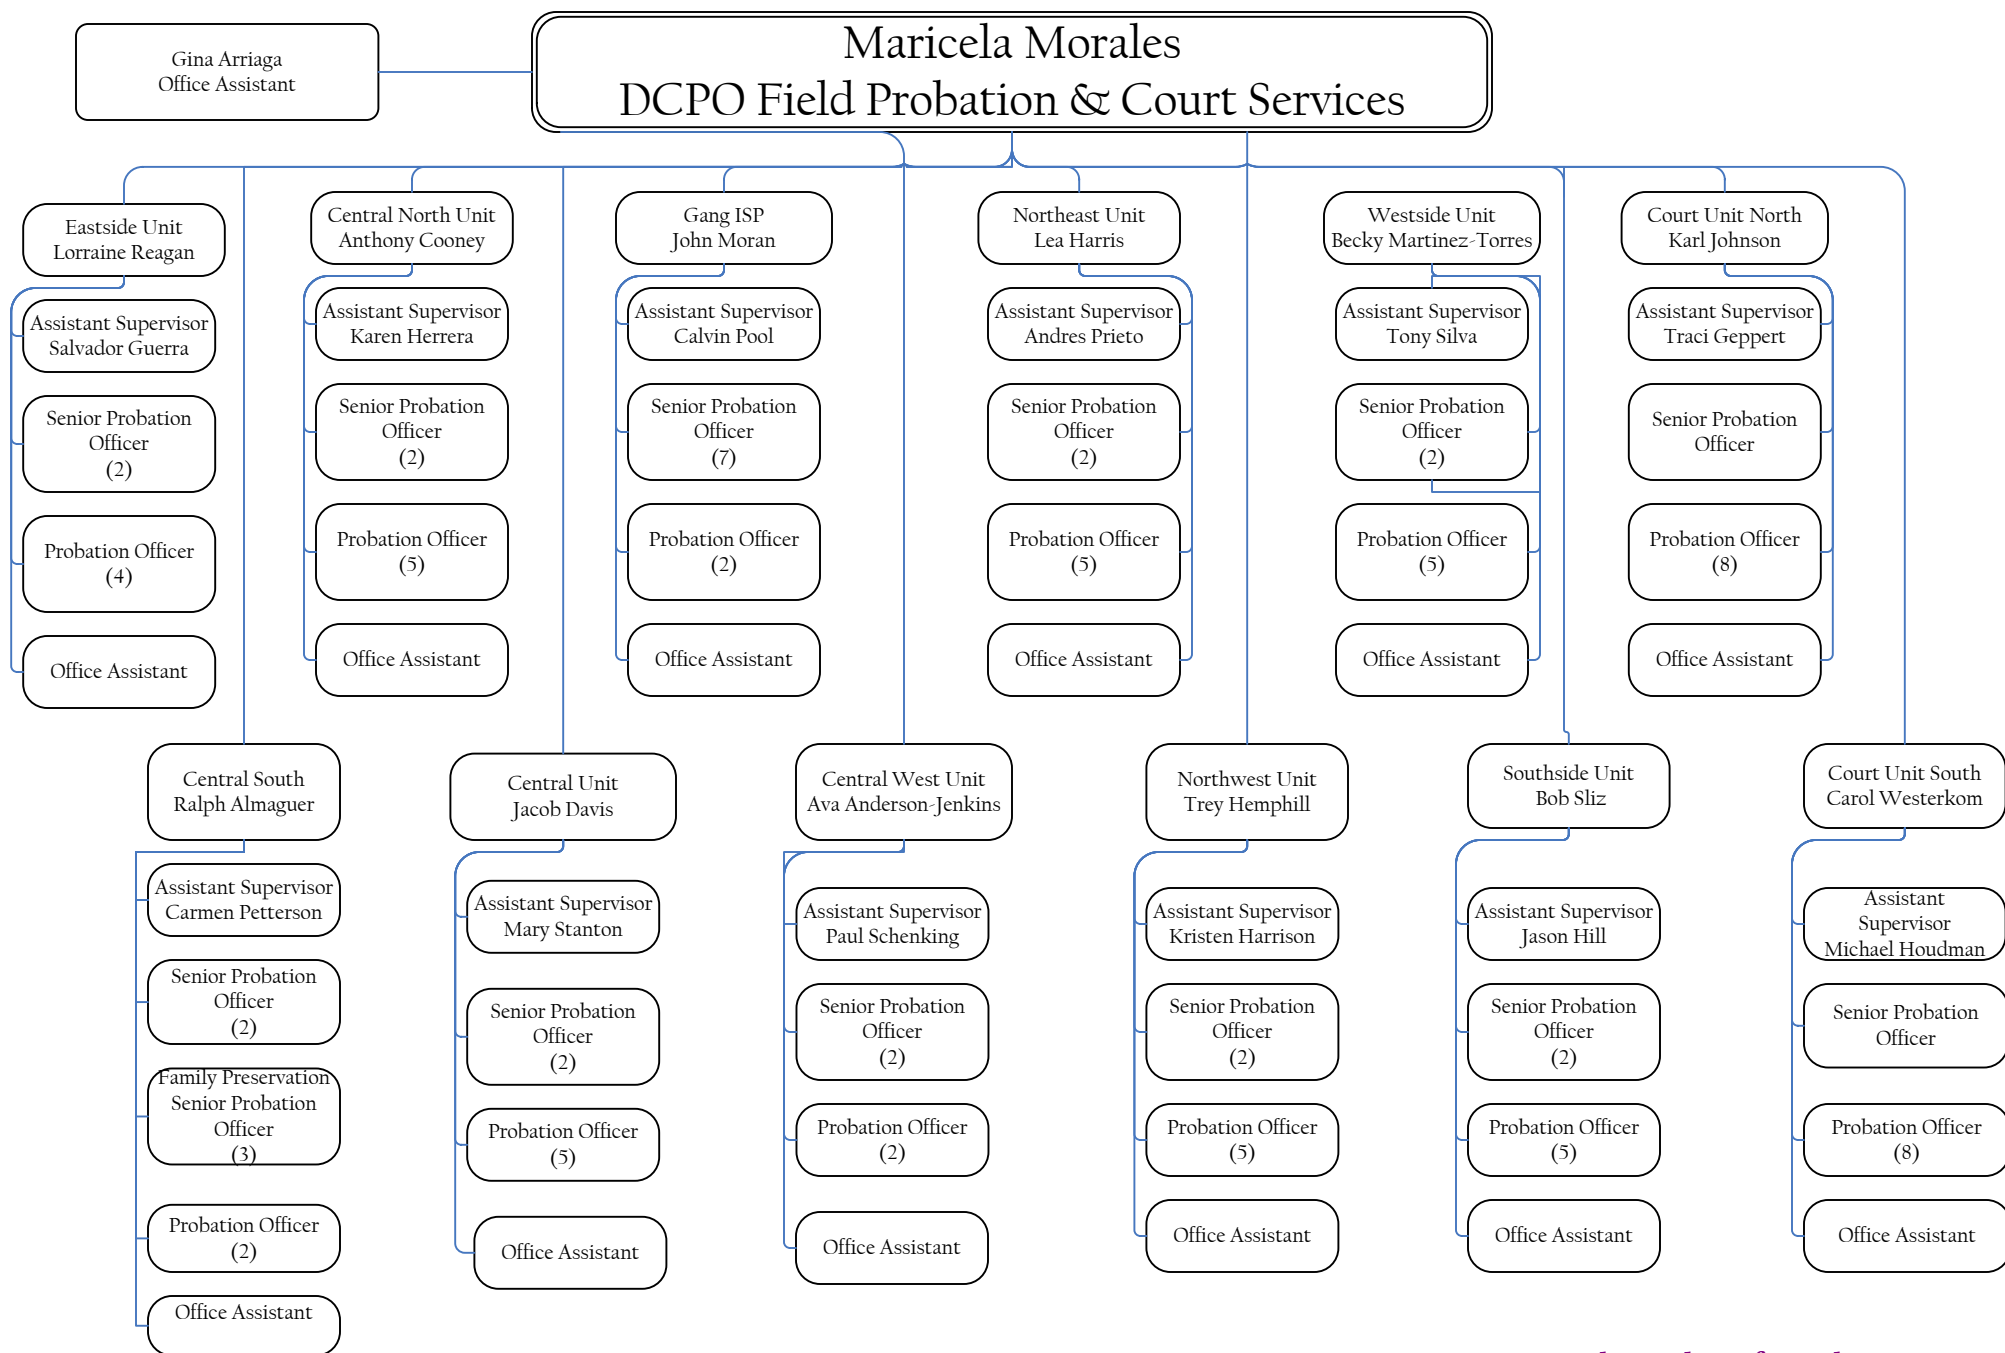 Gina Arriaga
Office Assistant
Maricela Morales
DCPO Field Probation & Court Services
Eastside Unit
Lorraine Reagan
Assistant Supervisor
Salvador Guerra
Senior Probation
Officer
(2)
Probation Officer
(4)
Office Assistant
Central North Unit
Anthony Cooney
Assistant Supervisor
Karen Herrera
Senior Probation
Officer
(2)
Probation Officer
(5)
Office Assistant
Gang ISP
John Moran
Assistant Supervisor
Calvin Pool
Senior Probation
Officer
(7)
Probation Officer
(2)
Office Assistant
Northeast Unit
Lea Harris
Assistant Supervisor
Andres Prieto
Senior Probation
Officer
(2)
Probation Officer
(5)
Office Assistant
Westside Unit
Becky Martinez-Torres
Assistant Supervisor
Tony Silva
Senior Probation
Officer
(2)
Probation Officer
(5)
Office Assistant
Court Unit North
Karl Johnson
Assistant Supervisor
Traci Geppert
Senior Probation
Officer
Probation Officer
(8)
Office Assistant
Central South
Ralph Almaguer
Assistant Supervisor
Carmen Petterson
Senior Probation
Officer
(2)
Family Preservation
Senior Probation
Officer
(3)
Probation Officer
(2)
Office Assistant
Central Unit
Jacob Davis
Assistant Supervisor
Mary Stanton
Senior Probation
Officer
(2)
Probation Officer
(5)
Office Assistant
Central West Unit
Ava Anderson-Jenkins
Assistant Supervisor
Paul Schenking
Senior Probation
Officer
(2)
Probation Officer
(2)
Office Assistant
Northwest Unit
Trey Hemphill
Assistant Supervisor
Kristen Harrison
Senior Probation
Officer
(2)
Probation Officer
(5)
Office Assistant
Southside Unit
Bob Sliz
Assistant Supervisor
Jason Hill
Senior Probation
Officer
(2)
Probation Officer
(5)
Office Assistant
Court Unit South
Carol Westerkom
Assistant
Supervisor
Michael Houdman
Senior Probation
Officer
Probation Officer
(8)
Office Assistant